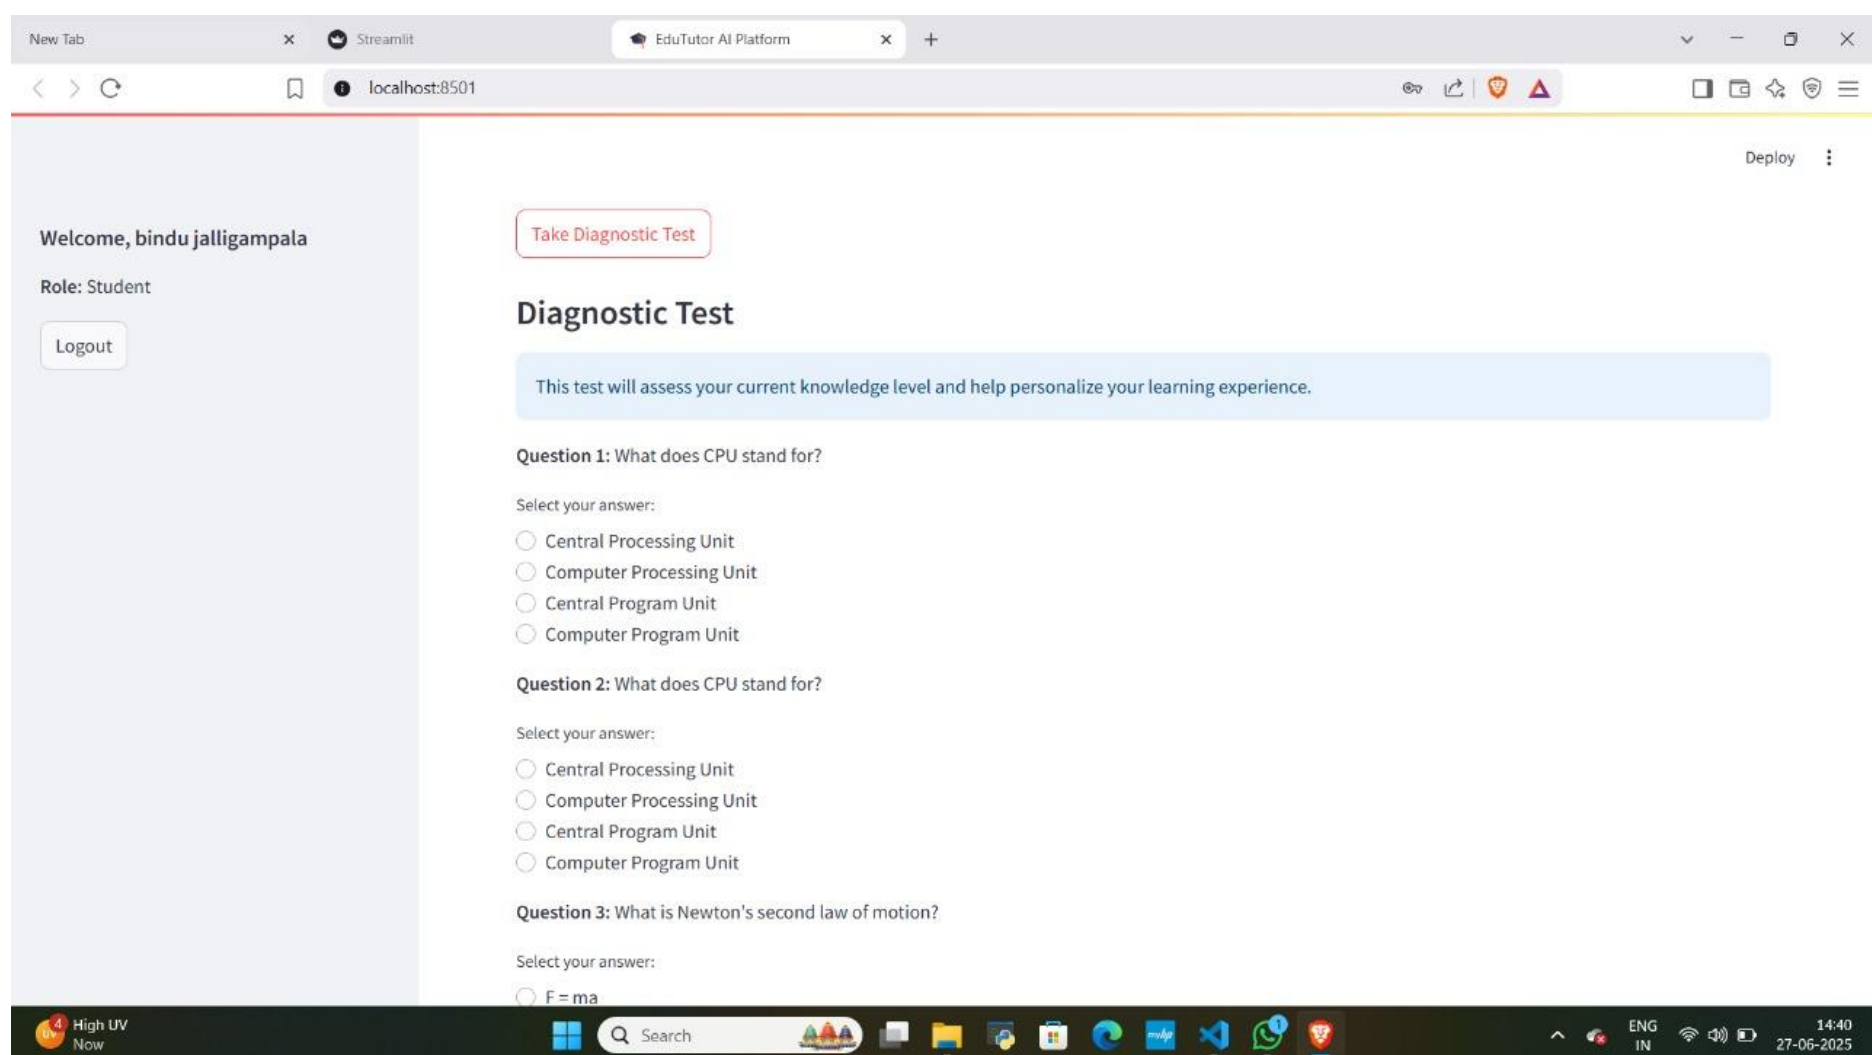 New Tab
Streamlit
EduTutor AI Platform
localhost:8501
Deploy
Welcome, bindu jalligampala
Role: Student
Logout
Take Diagnostic Test
Diagnostic Test
This test will assess your current knowledge level and help personalize your learning experience.
Question 1: What does CPU stand for?
Select your answer:
Central Processing Unit
Computer Processing Unit
Central Program Unit
Computer Program Unit
Question 2: What does CPU stand for?
Select your answer:
Central Processing Unit
Computer Processing Unit
Central Program Unit
Computer Program Unit
Question 3: What is Newton's second law of motion?
Select your answer:
F = ma
4
UV
High UV
Now
Search
myhp
1
ENG
IN
14:40
27-06-2025